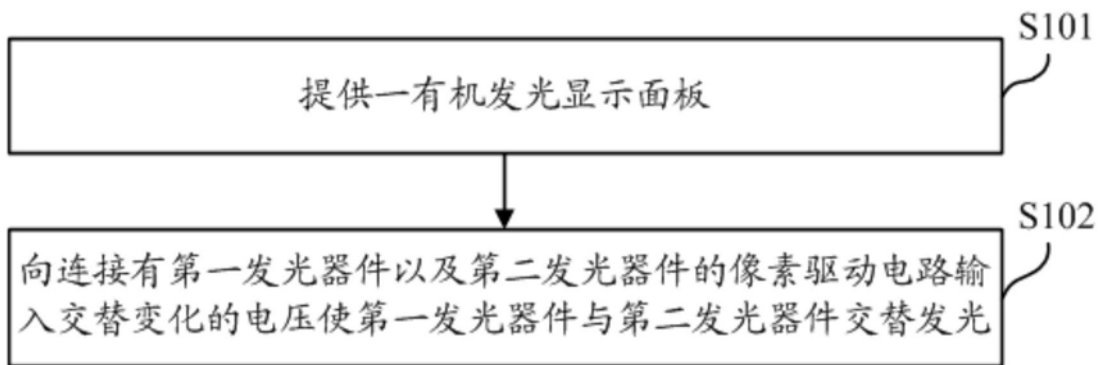 S101
提供一有机发光显示面板
S102
向连接有第一发光器件以及第二发光器件的像素驱动电路输
入交替变化的电压使第一发光器件与第二发光器件交替发光